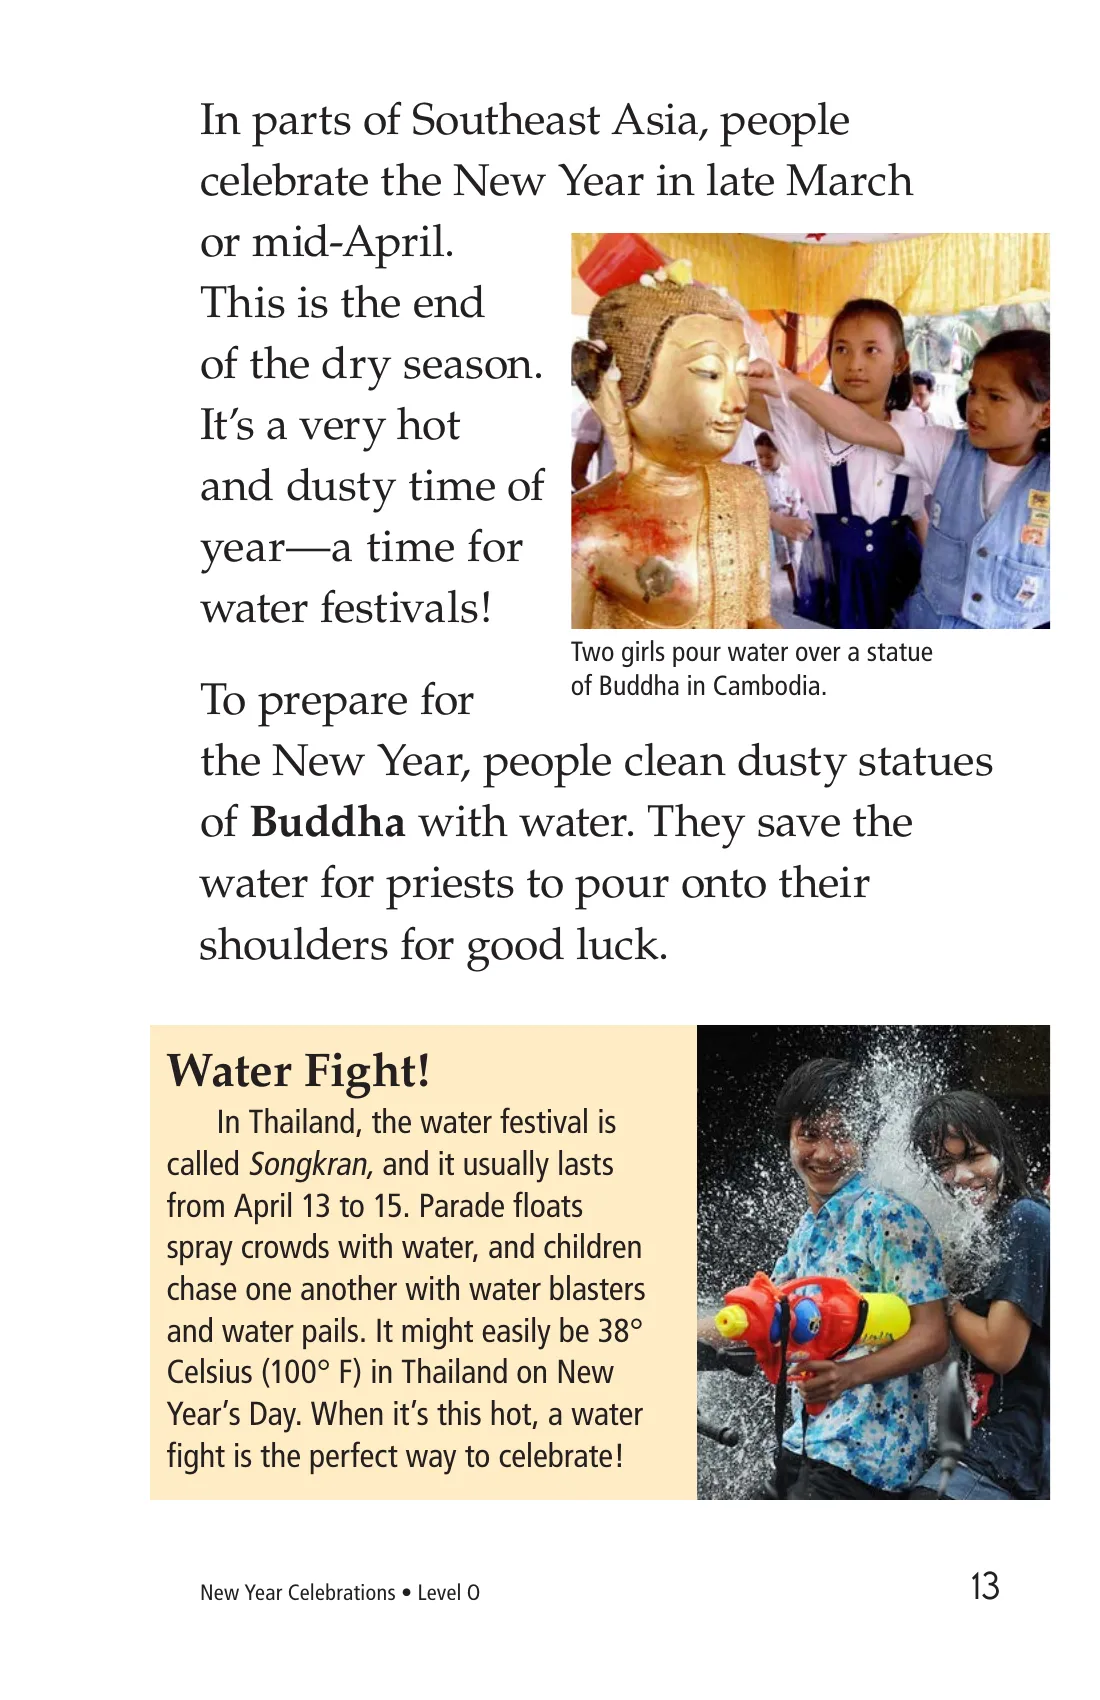 In parts of Southeast Asia, people
celebrate the New Year in late March
or mid-April.
This is the end
of the dry season.
It’s a very hot
and dusty time of
year—a time for
water festivals!
Two girls pour water over a statue
of Buddha in Cambodia.
To prepare for
the New Year, people clean dusty statues
of Buddha with water. They save the
water for priests to pour onto their
shoulders for good luck.
Water Fight!
In Thailand, the water festival is
called Songkran, and it usually lasts
from April 13 to 15. Parade floats
spray crowds with water, and children
chase one another with water blasters
and water pails. It might easily be 38°
Celsius (100° F) in Thailand on New
Year’s Day. When it’s this hot, a water
fight is the perfect way to celebrate!
New Year Celebrations • Level O
13